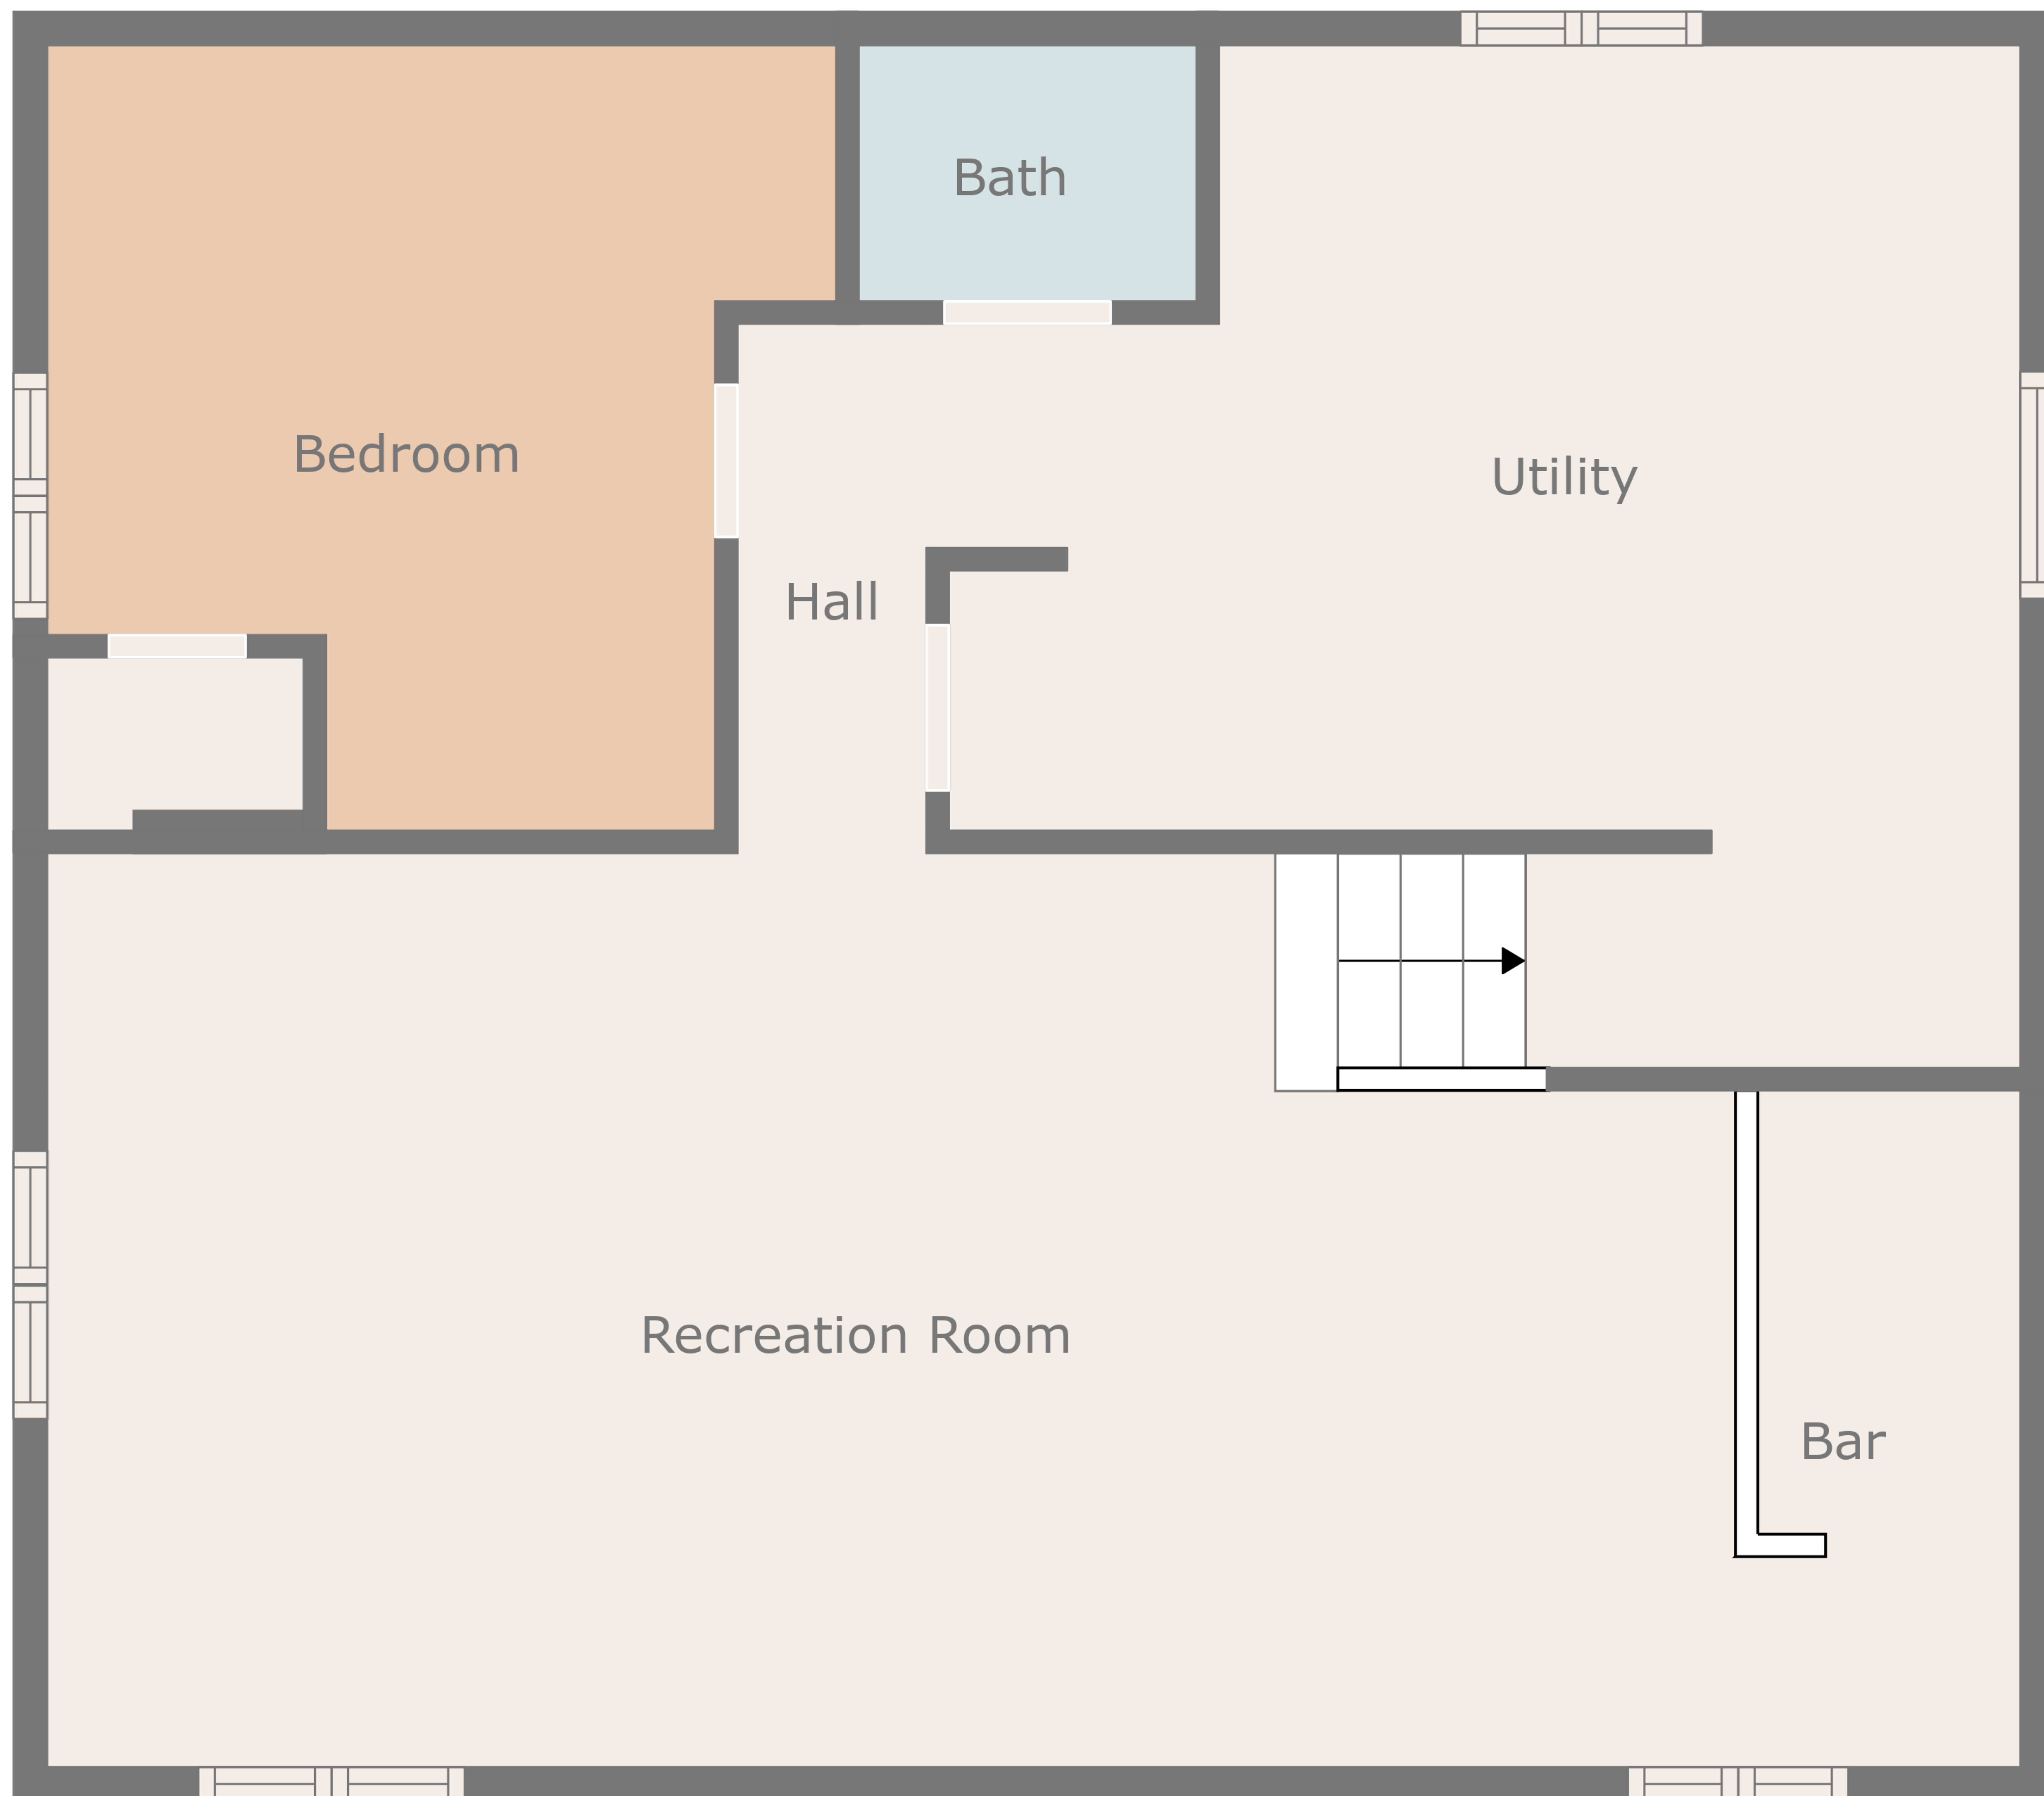 Bath
Bedroom
Utility
Hall
Recreation Room
Bar